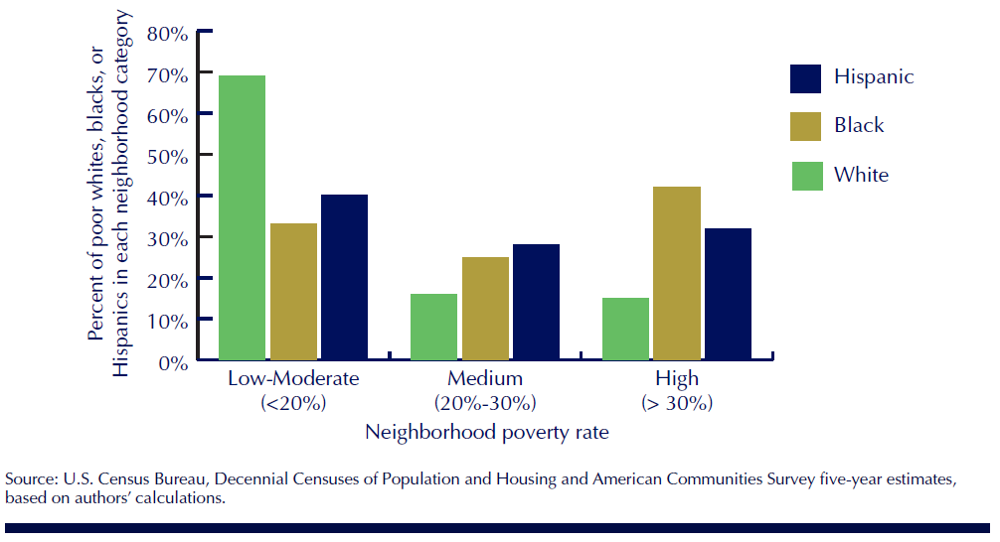 Percent of poor whites, blacks, or
Hispanics in each neighborhood category
80%
70%
60%
50%
40%
30%
20%
10%
0%
Hispanic
Black
White
Low-Moderate
(<20%)
Medium
(20%-30%)
High
(> 30%)
Neighborhood poverty rate
Source: U.S. Census Bureau, Decennial Censuses of Population and Housing and American Communities Survey five-year estimates,
based on authors’ calculations.